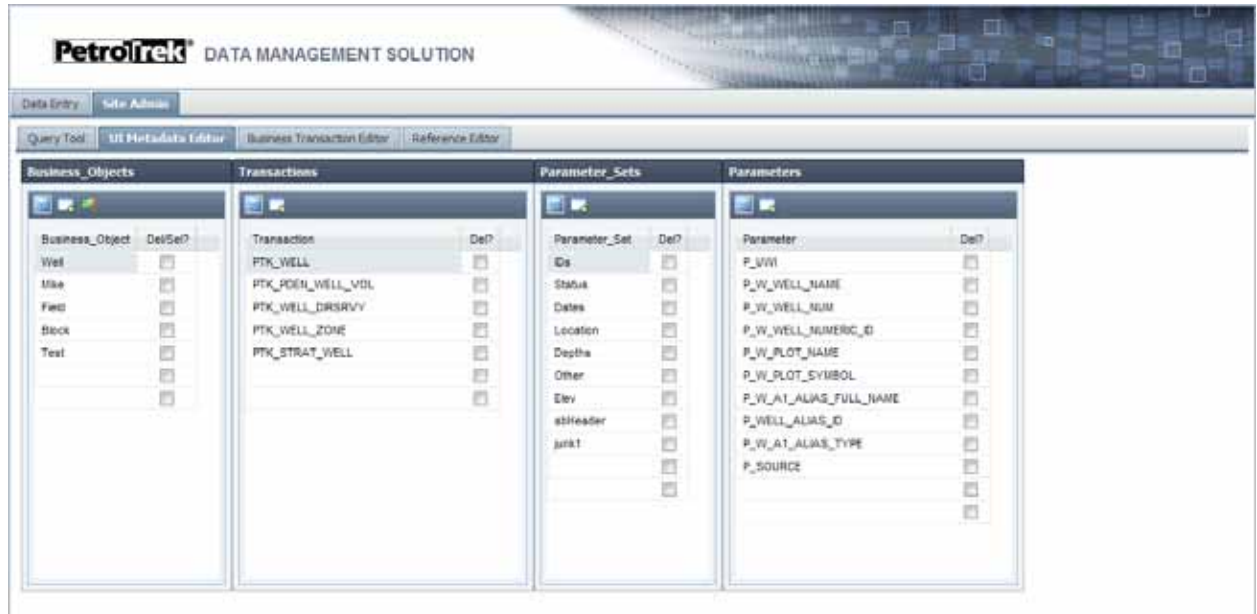 PetroTrek® DATA MANAGEMENT SOLUTION
Data Entry Site Admin
Query Tool UI Metadata Editor Business Transaction Editor Reference Editor
Business_Objects Transactions Parameter_Sets Parameters
Business_Object Del/Sel? Transaction Del? Parameter_Set Del? Parameter Del?
Well PTK_WELL IDs P_UWI
Mike PTK_PDEN_WELL_VOL Status P_W_WELL_NAME
Field PTK_WELL_DIRSRVY Dates P_W_WELL_NUM
Block PTK_WELL_ZONE Location P_W_WELL_NUMERIC_ID
Test PTK_STRAT_WELL Depths P_W_PLOT_NAME
Other P_W_PLOT_SYMBOL
Elev P_W_A1_ALIAS_FULL_NAME
P_WELL_ALIAS_ID
junk1 P_W_A1_ALIAS_TYPE
P_SOURCE